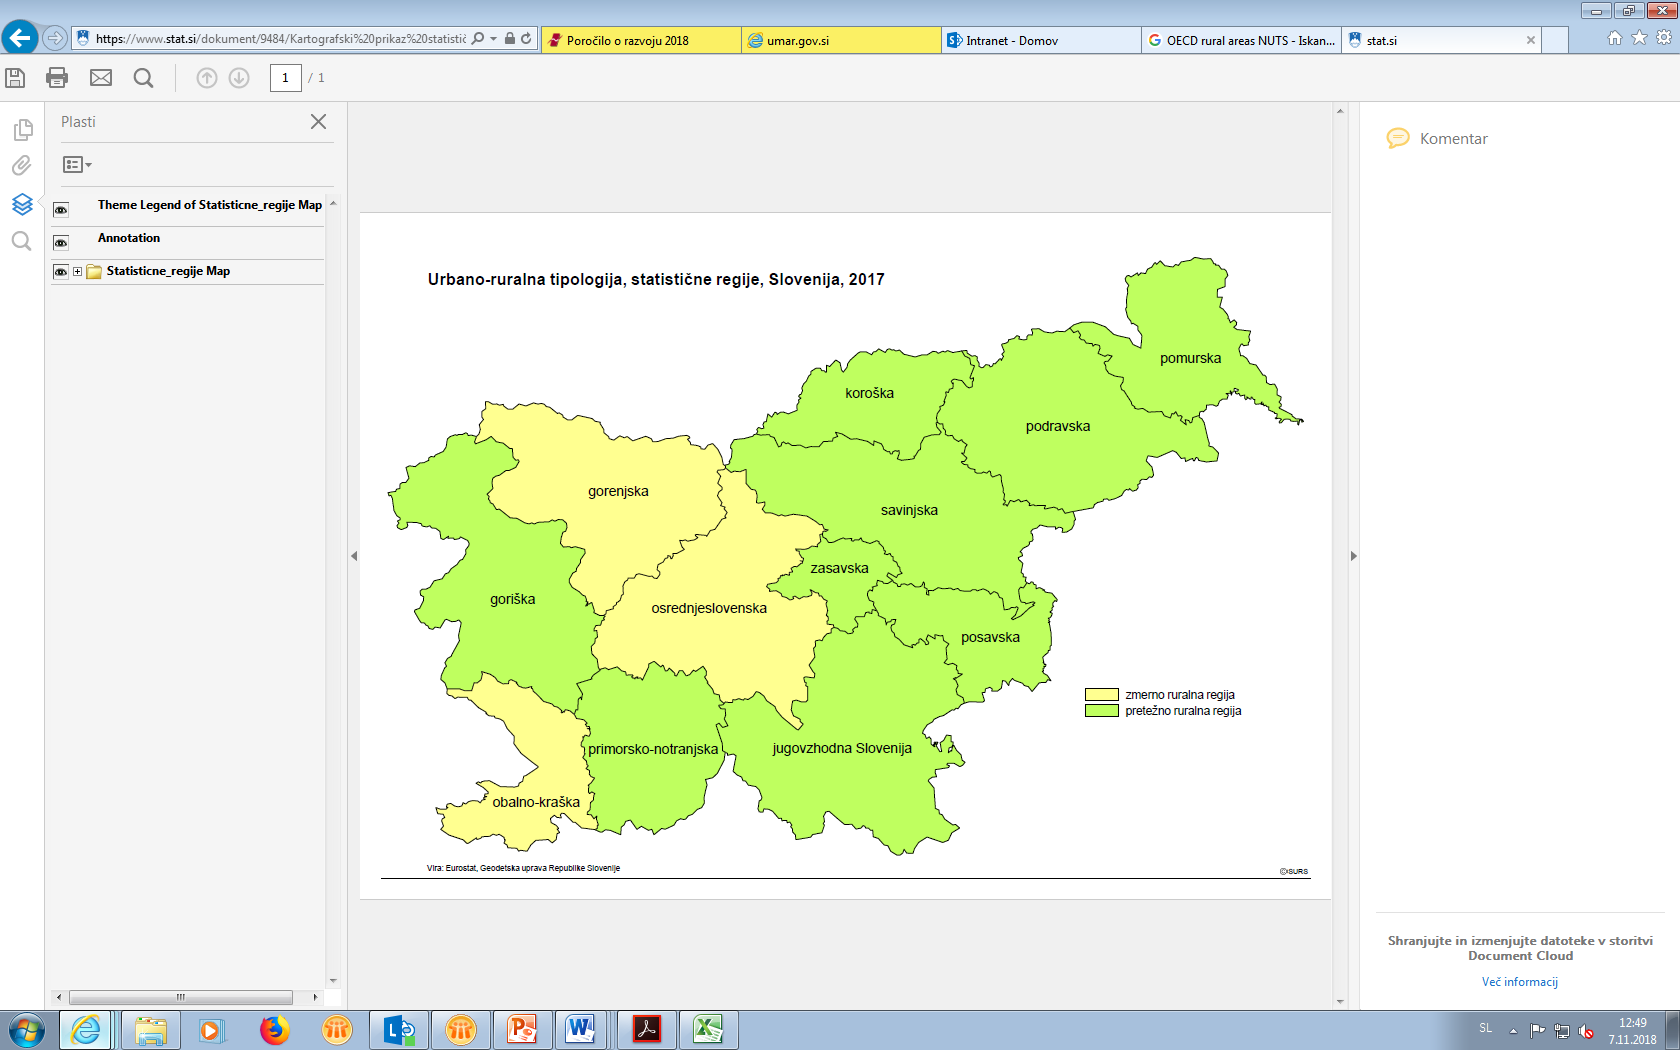 https://www.stat.si/dokument/9484/Kartografski%20prikaz%20statistič
Poročilo o razvoju 2018
umar.gov.si
Intranet - Domov
OECD rural areas NUTS - Iskan...
stat.si
1 / 1
Plasti
Theme Legend of Statisticne_regije Map
Annotation
Statisticne_regije Map
Komentar
Urbano-ruralna tipologija, statistične regije, Slovenija, 2017
pomurska
koroška
podravska
gorenjska
savinjska
zasavska
goriška
osrednjeslovenska
posavska
zmerno ruralna regija
pretežno ruralna regija
primorsko-notranjska
jugovzhodna Slovenija
obalno-kraška
Vira: Eurostat, Geodetska uprava Republike Slovenije
©SURS
Shranjujte in izmenjujte datoteke v storitvi
Document Cloud
Več informacij
SL
12:49
7.11.2018